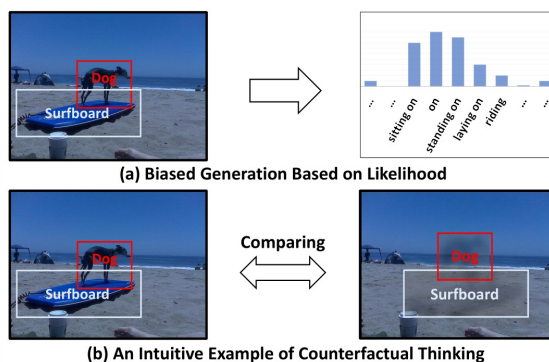 Dog
Surfboard
...
...
sitting on
on
standing on
laying on
riding
...
...
(a) Biased Generation Based on Likelihood
Dog
Surfboard
Comparing
Dog
Surfboard
(b) An Intuitive Example of Counterfactual Thinking